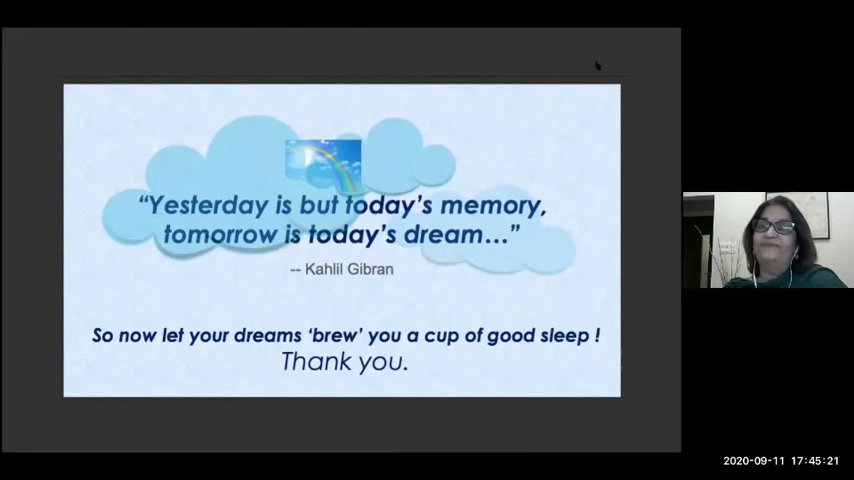 “Yesterday is but today’s memory,
tomorrow is today’s dream…”
-- Kahlil Gibran
So now let your dreams ‘brew’ you a cup of good sleep !
Thank you.
2020-09-11 17:45:21